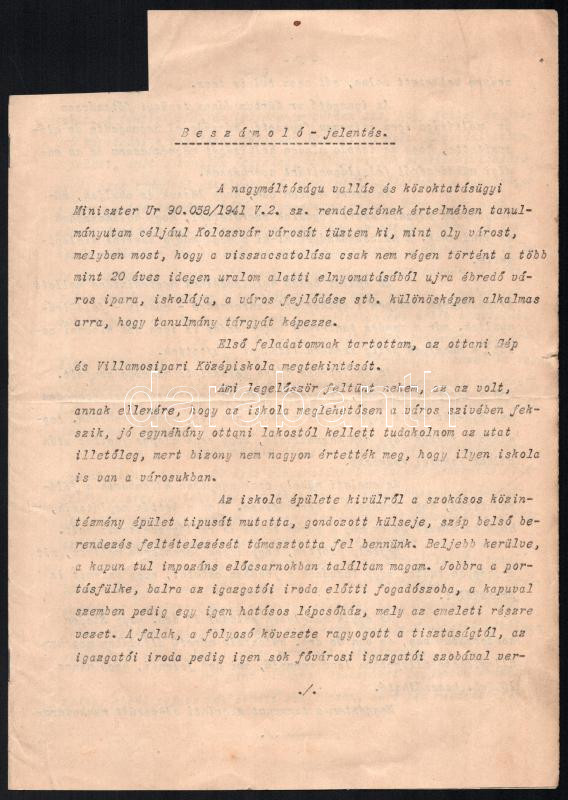 Beszámoló - jelentés.
A nagyméltóságu vallás és közoktatásügyi
Miniszter Ur 90.058/1941 V.2. sz. rendeletének értelmében tanul-
mányutam céljául Kolozsvár városát tüztem ki, mint oly várost,
melyben most, hogy a visszacsatolása csak nem régen történt a több
mint 20 éves idegen uralom alatti elnyomatásából ujra ébredő vá-
ros ipara, iskolája, a város fejlődése stb. különösképen alkalmas
arra, hogy tanulmány tárgyát képezze.
Első feladatomnak tartottam, az ottani Gép
és Villamosipari Középiskola megtekintését.
Ami legelőször feltünt nekem, az az volt,
annak ellenére, hogy az iskola meglehetősen a város szivében fek-
szik, jó egynéhány ottani lakostól kellett tudakolnom az utat
illetőleg, mert bizony nem nagyon értették meg, hogy ilyen iskola
is van a városukban.
Az iskola épülete kivülről a szokásos közin-
tézmény épület tipusát mutatta, gondozott külseje, szép belső be-
rendezés feltételezését támasztotta fel bennünk. Beljebb kerülve,
a kapun tul impozáns előcsarnokban találtam magam. Jobbra a por-
tásfülke, balra az igazgatói iroda előtti fogadószoba, a kapuval
szemben pedig egy igen hatásos lépcsőház, mely az emeleti részre
vezet. A falak, a folyosó kövezete ragyogott a tisztaságtól, az
igazgatói iroda pedig igen sok fővárosi igazgatói szobával ver-
./.
darabanth